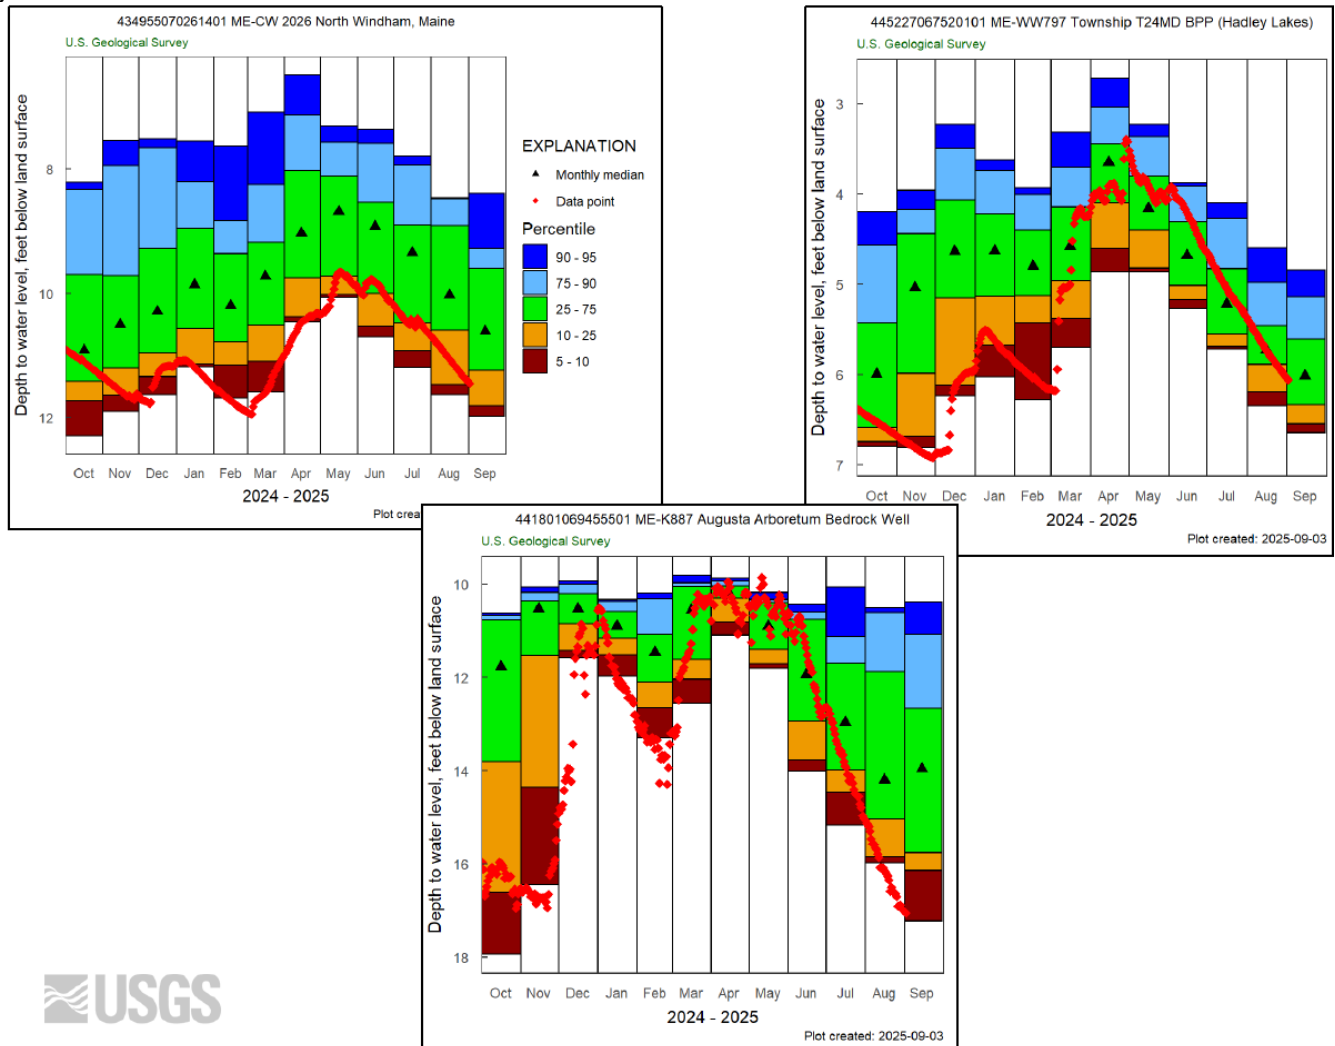 434955070261401 ME-CW 2026 North Windham, Maine
U.S. Geological Survey
Depth to water level, feet below land surface
8
10
12
Oct Nov Dec Jan Feb Mar Apr May Jun Jul Aug Sep
2024 - 2025
Plot crea
EXPLANATION
Monthly median
Data point
Percentile
90 - 95
75 - 90
25 - 75
10 - 25
5 - 10
445227067520101 ME-WW797 Township T24MD BPP (Hadley Lakes)
U.S. Geological Survey
Depth to water level, feet below land surface
3
4
5
6
7
Oct Nov Dec Jan Feb Mar Apr May Jun Jul Aug Sep
2024 - 2025
Plot created: 2025-09-03
441801069455501 ME-K887 Augusta Arboretum Bedrock Well
U.S. Geological Survey
Depth to water level, feet below land surface
10
12
14
16
18
Oct Nov Dec Jan Feb Mar Apr May Jun Jul Aug Sep
2024 - 2025
Plot created: 2025-09-03
USGS